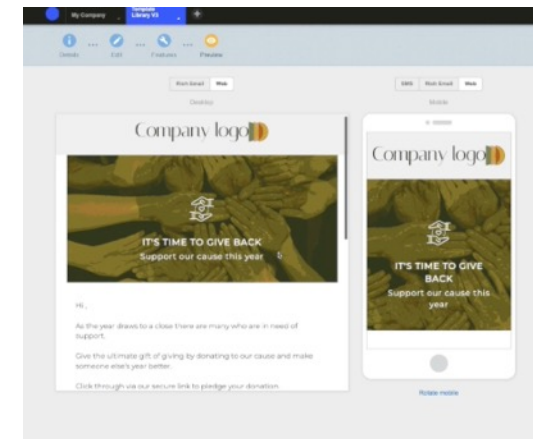 My Company
Template
Library V3
+
Details ... Edit ... Features ... Preview
Rich Email Web
Desktop
SMS Rich Email Web
Mobile
Company logo
IT'S TIME TO GIVE BACK
Support our cause this year
Hi ,
As the year draws to a close there are many who are in need of
support.
Give the ultimate gift of giving by donating to our cause and make
someone else's year better.
Click through via our secure link to pledge your donation.
Company logo
IT'S TIME TO GIVE
BACK
Support our cause this
year
Rotate mobile